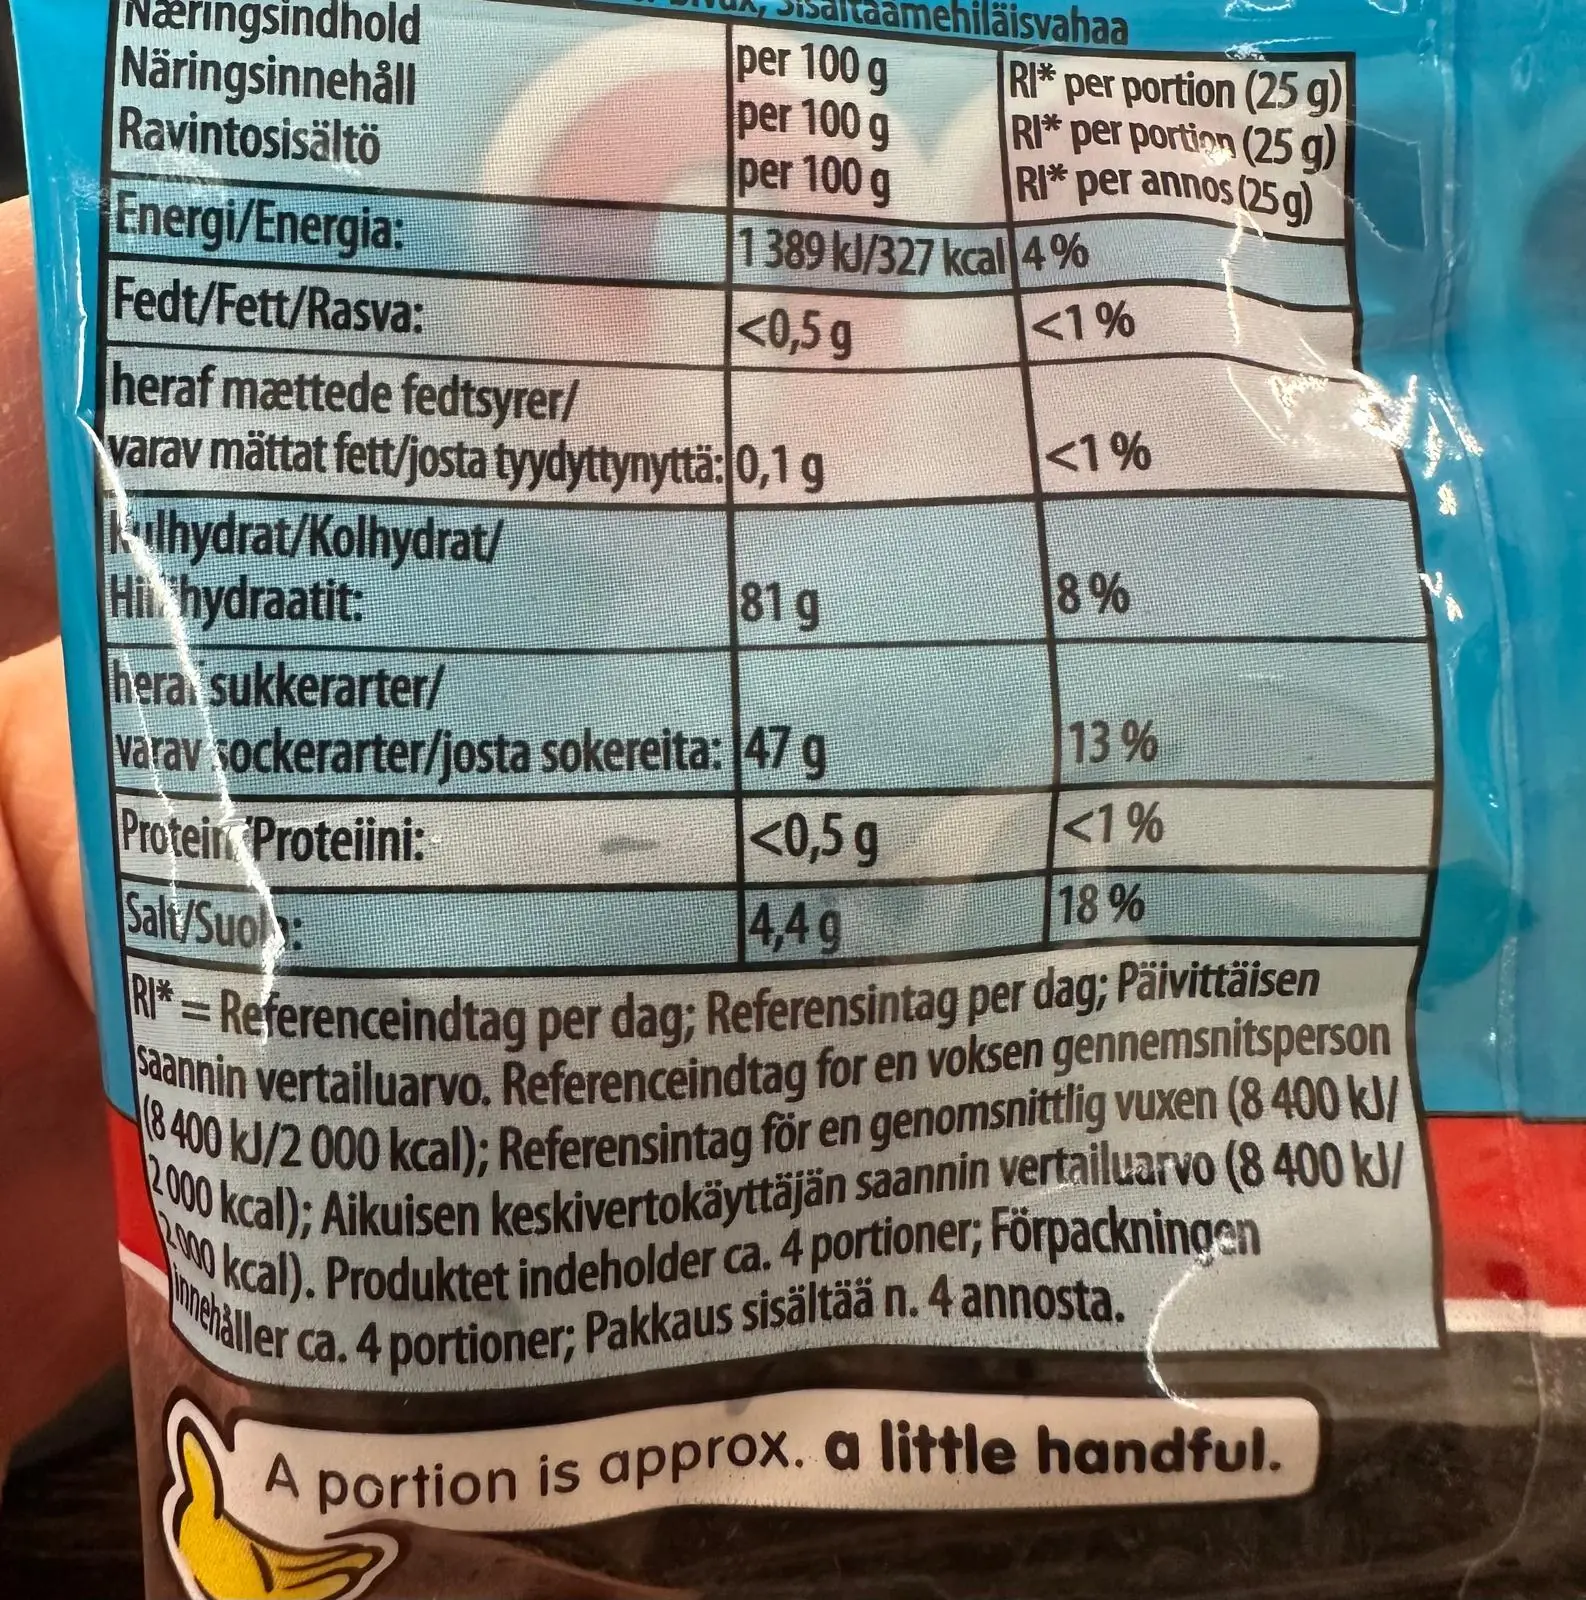 Sisältäämehiläisvahaa
Næringsindhold
Näringsinnehåll
Ravintosisältö
per 100 g
per 100 g
per 100 g
RI* per portion (25 g)
RI* per portion (25 g)
RI* per annos (25 g)
Energi/Energia: 1 389 kJ/327 kcal 4 %
Fedt/Fett/Rasva: <0,5 g <1 %
heraf mættede fedtsyrer/
varav mättat fett/josta tyydyttynyttä: 0,1 g <1 %
Kulhydrat/Kolhydrat/
Hiilihydraatit: 81 g 8 %
heraf sukkerarter/
varav sockerarter/josta sokereita: 47 g 13 %
Protein/Proteiini: <0,5 g <1 %
Salt/Suola: 4,4 g 18 %
RI* = Referenceindtag per dag; Referensintag per dag; Päivittäisen
saannin vertailuarvo. Referenceindtag for en voksen gennemsnitsperson
(8 400 kJ/2 000 kcal); Referensintag för en genomsnittlig vuxen (8 400 kJ/
2 000 kcal); Aikuisen keskivertokäyttäjän saannin vertailuarvo (8 400 kJ/
2 000 kcal). Produktet indeholder ca. 4 portioner; Förpackningen
innehåller ca. 4 portioner; Pakkaus sisältää n. 4 annosta.
A portion is approx. a little handful.